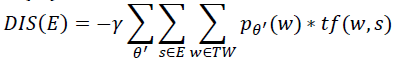 DIS(E) = −γ ∑_{θ′} ∑_{s∈E} ∑_{w∈TW} p_{θ′}(w) * tf(w, s)